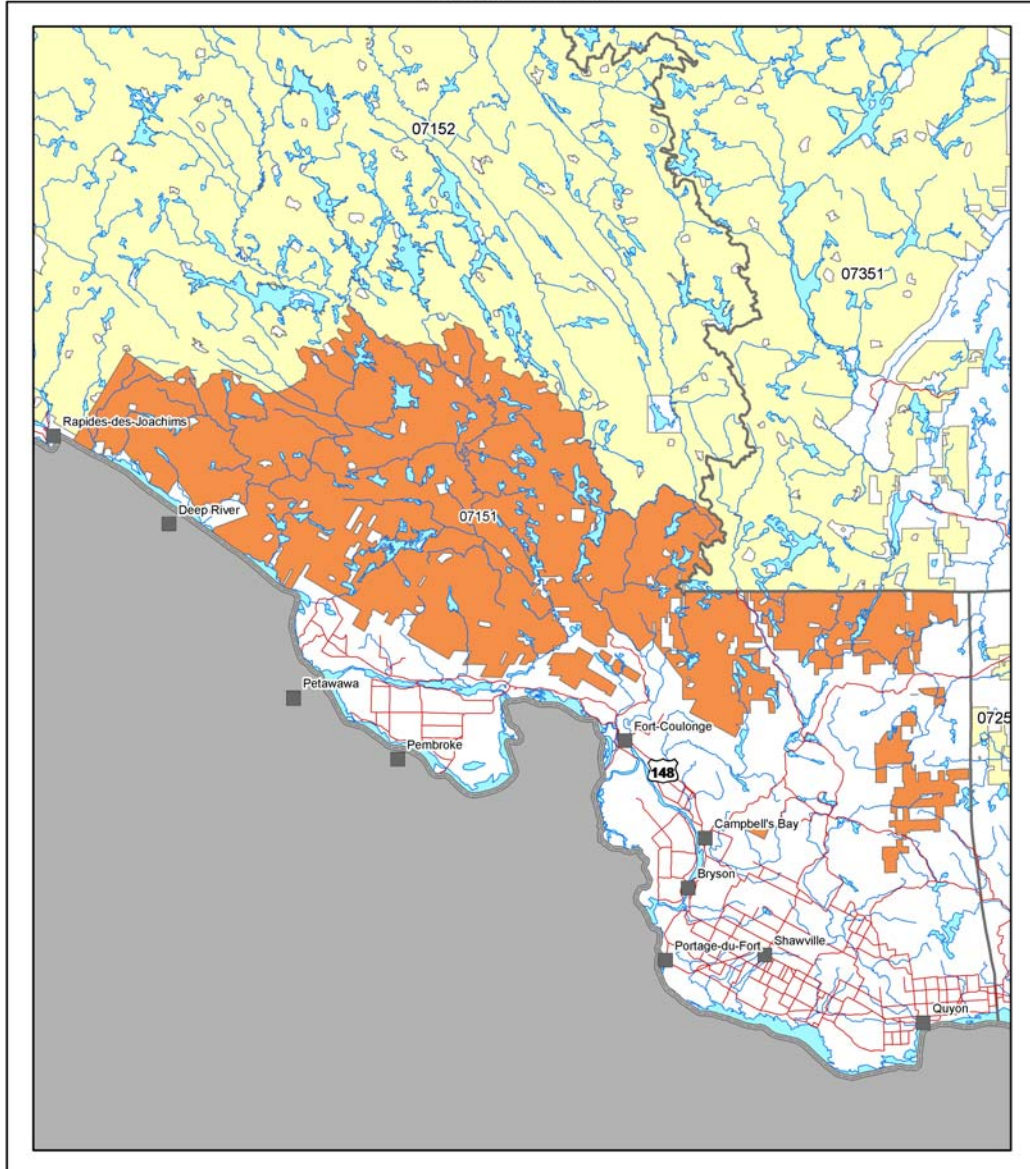 07152
07351
Rapides-des-Joachims
Deep River
07151
Petawawa
Pembroke
Fort-Coulonge
0725
148
Campbell's Bay
Bryson
Portage-du-Fort
Shawville
Quyon